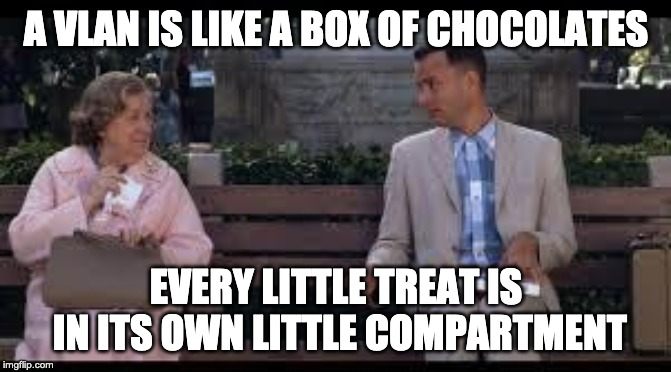 A VLAN IS LIKE A BOX OF CHOCOLATES
EVERY LITTLE TREAT IS
IN ITS OWN LITTLE COMPARTMENT
imgflip.com